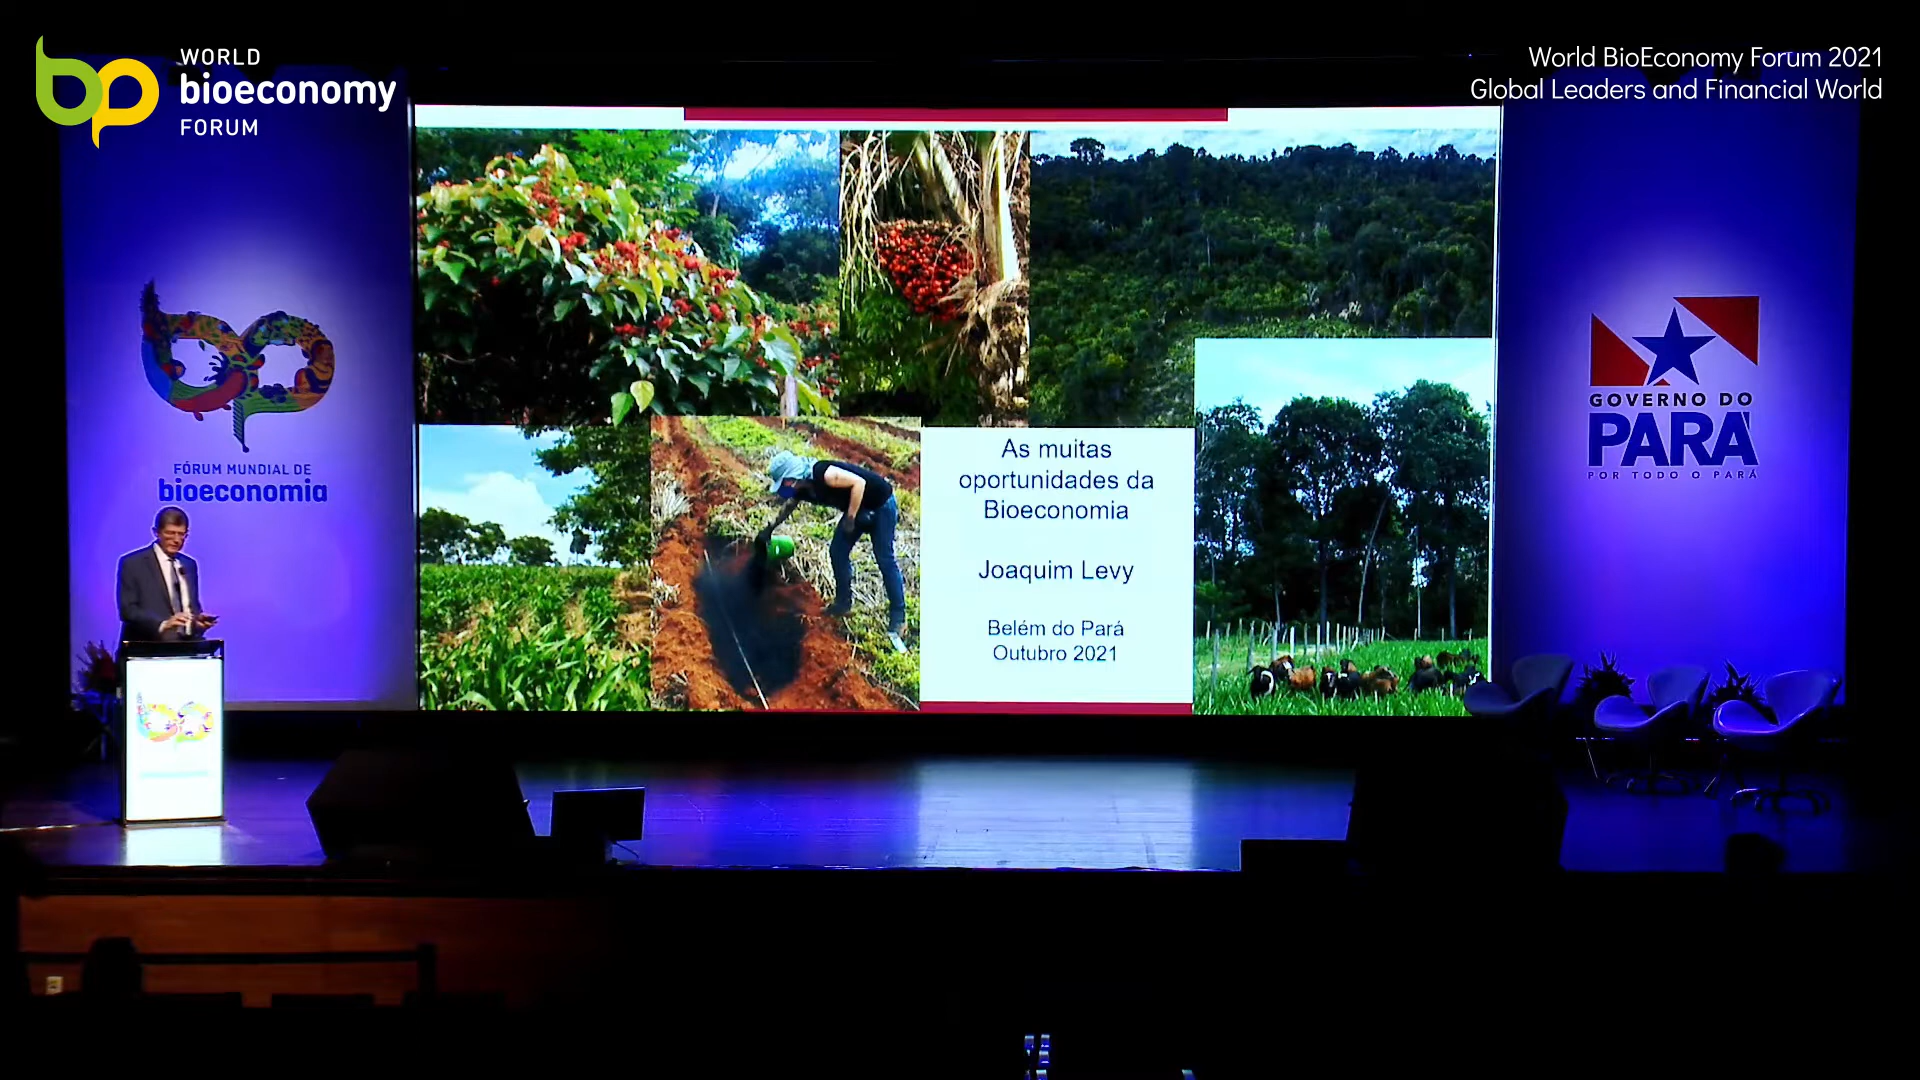 WORLD
bioeconomy
FORUM
World BioEconomy Forum 2021
Global Leaders and Financial World
FÓRUM MUNDIAL DE
bioeconomia
As muitas
oportunidades da
Bioeconomia
Joaquim Levy
Belém do Pará
Outubro 2021
GOVERNO DO
PARÁ
POR TODO O PARÁ